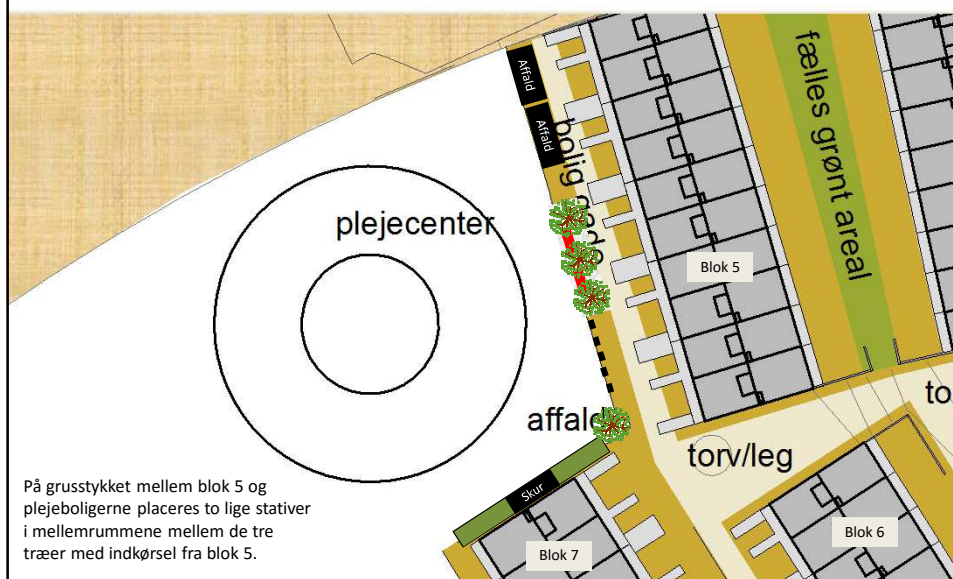 Affald
Affald
bolig gade
fælles grønt areal
plejecenter
Blok 5
affald
to
torv/leg
Skur
Blok 7
Blok 6
På grusstykket mellem blok 5 og
plejeboligerne placeres to lige stativer
i mellemrummene mellem de tre
træer med indkørsel fra blok 5.